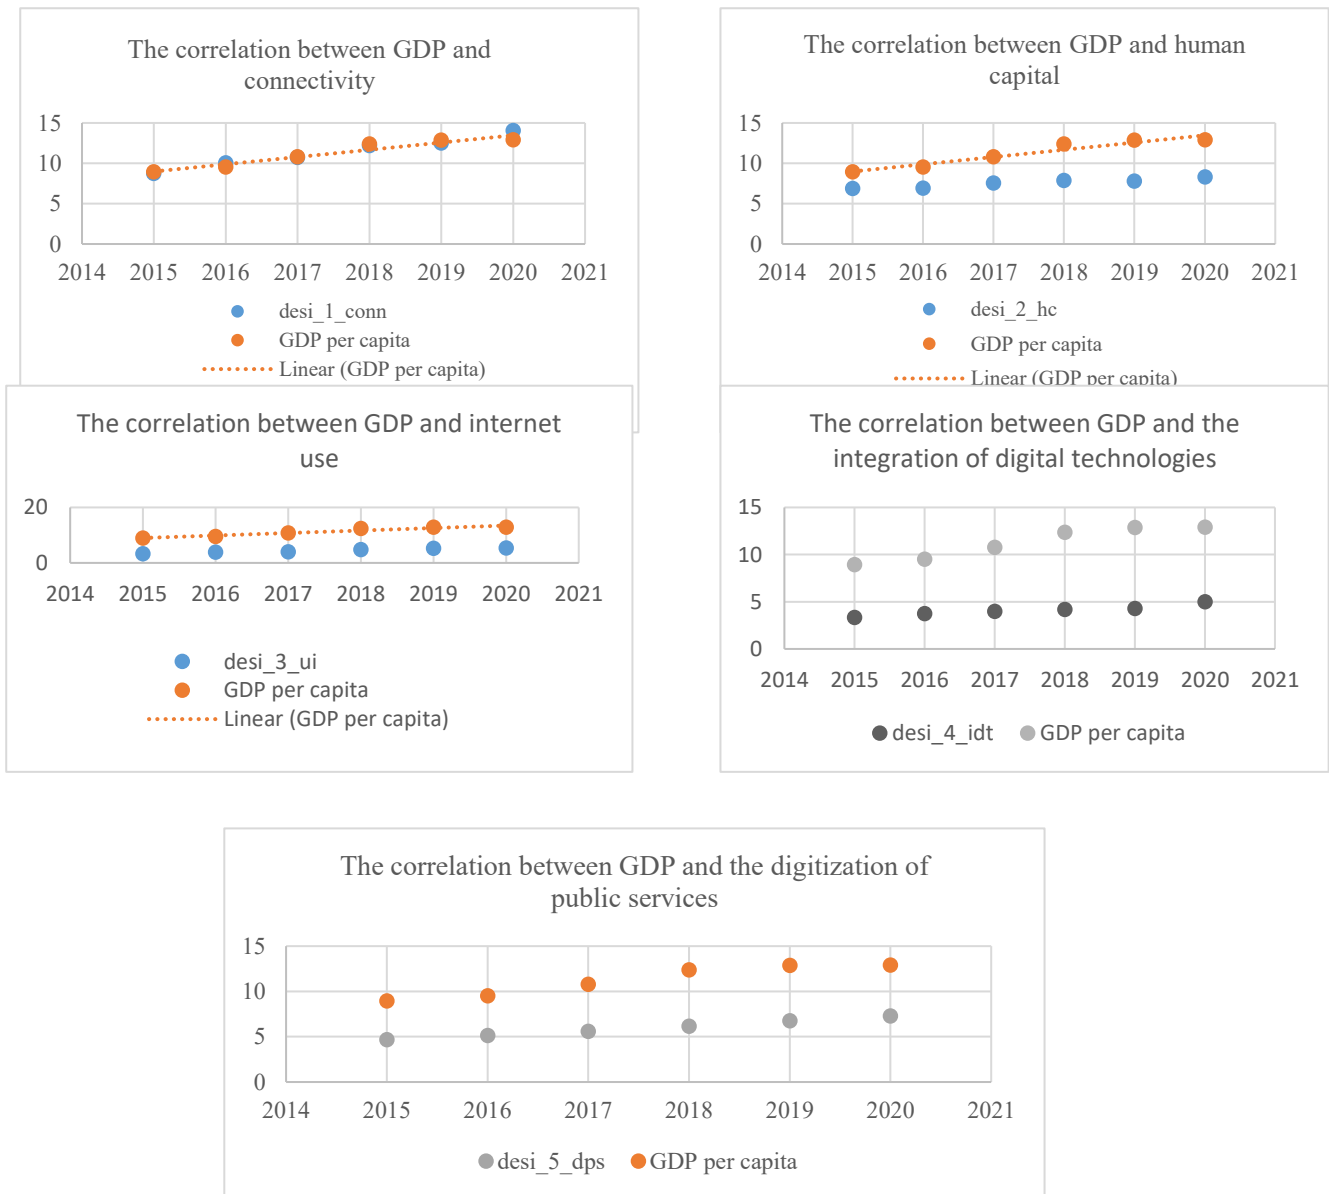 The correlation between GDP and
connectivity
15
10
5
0
2014 2015 2016 2017 2018 2019 2020 2021
desi_1_conn
GDP per capita
Linear (GDP per capita)
The correlation between GDP and human
capital
15
10
5
0
2014 2015 2016 2017 2018 2019 2020 2021
desi_2_hc
GDP per capita
Linear (GDP per capita)
The correlation between GDP and internet
use
20
0
2014 2015 2016 2017 2018 2019 2020 2021
desi_3_ui
GDP per capita
Linear (GDP per capita)
The correlation between GDP and the
integration of digital technologies
15
10
5
0
2014 2015 2016 2017 2018 2019 2020 2021
desi_4_idt GDP per capita
The correlation between GDP and the digitization of
public services
15
10
5
0
2014 2015 2016 2017 2018 2019 2020 2021
desi_5_dps GDP per capita